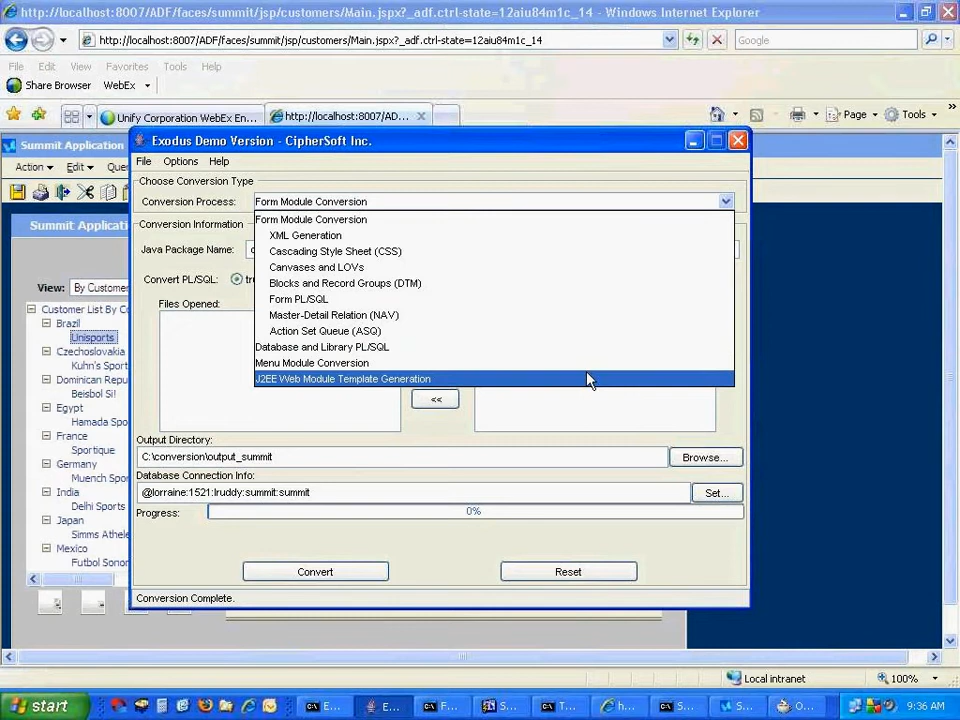 http://localhost:8007/ADF/faces/summit/jsp/customers/Main.jspx?_adf.ctrl-state=12aiu84m1c_14 - Windows Internet Explorer
http://localhost:8007/ADF/faces/summit/jsp/customers/Main.jspx?_adf.ctrl-state=12aiu84m1c_14
Google
File Edit View Favorites Tools Help
Share Browser WebEx
Unify Corporation WebEx En...
http://localhost:8007/AD...
Page Tools
Summit Application
Action Edit Que
Summit Applicati
View: By Customer
Customer List By C
Brazil
Unisports
Czechoslovakia
Kuhn's Sport
Dominican Repu
Beisbol Si!
Egypt
Hamada Spo
France
Sportique
Germany
Muench Spor
India
Delhi Sports
Japan
Simms Athele
Mexico
Futbol Sonor
Exodus Demo Version - CipherSoft Inc.
File Options Help
Choose Conversion Type
Conversion Process: Form Module Conversion
Form Module Conversion
XML Generation
Cascading Style Sheet (CSS)
Canvases and LOVs
Blocks and Record Groups (DTM)
Form PL/SQL
Master-Detail Relation (NAV)
Action Set Queue (ASQ)
Database and Library PL/SQL
Menu Module Conversion
J2EE Web Module Template Generation
Conversion Information
Java Package Name:
Convert PL/SQL: tr
Files Opened:
<<
Output Directory:
C:\conversion\output_summit
Browse...
Database Connection Info:
@lorraine:1521:lruddy:summit:summit
Set...
Progress: 0%
Convert
Reset
Conversion Complete.
Local intranet
100%
start
E...
E...
F...
S...
T...
h...
S...
S...
O...
9:36 AM